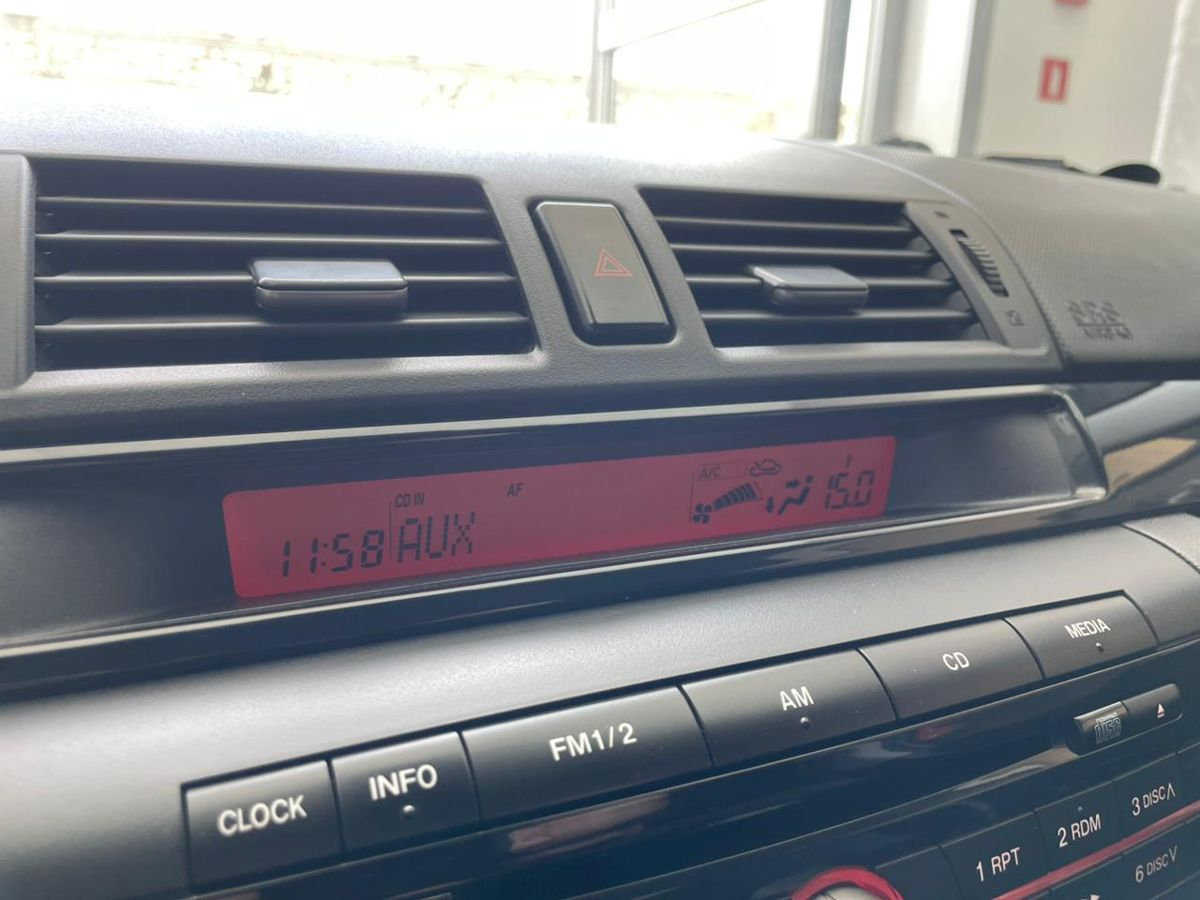 CD IN AF A/C
11:58 AUX 15.0
CLOCK INFO FM1/2 AM CD MEDIA
DISC
1 RPT 2 RDM 3 DISC∧
6 DISC∨